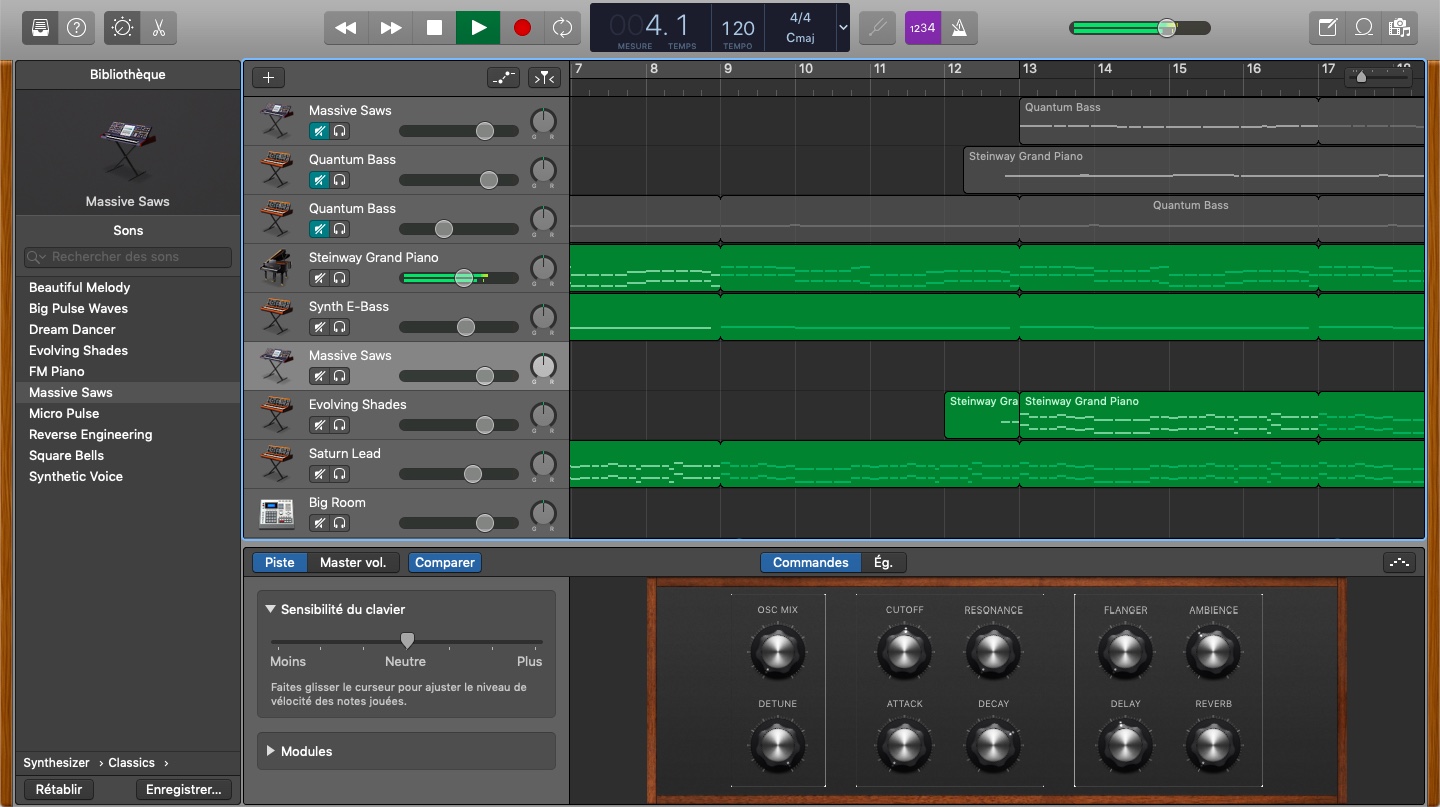 004. 1
120
4/4
Cmaj
MESURE
TEMPS
TEMPO
1234
Bibliothèque
Massive Saws
Sons
Rechercher des sons
Beautiful Melody
Big Pulse Waves
Dream Dancer
Evolving Shades
FM Piano
Massive Saws
Micro Pulse
Reverse Engineering
Square Bells
Synthetic Voice
Synthesizer › Classics ›
Rétablir
Enregistrer...
7 8 9 10 11 12 13 14 15 16 17
Massive Saws
G R
Quantum Bass
Quantum Bass
G R
Steinway Grand Piano
Quantum Bass
G R
Quantum Bass
Steinway Grand Piano
G R
Synth E-Bass
G R
Massive Saws
G R
Evolving Shades
G R
Steinway Gra
Steinway Grand Piano
Saturn Lead
G R
Big Room
G R
Piste
Master vol.
Comparer
Commandes
Ég.
Sensibilité du clavier
Moins
Neutre
Plus
Faites glisser le curseur pour ajuster le niveau de
vélocité des notes jouées.
Modules
OSC MIX
CUTOFF
RESONANCE
FLANGER
AMBIENCE
DETUNE
ATTACK
DECAY
DELAY
REVERB